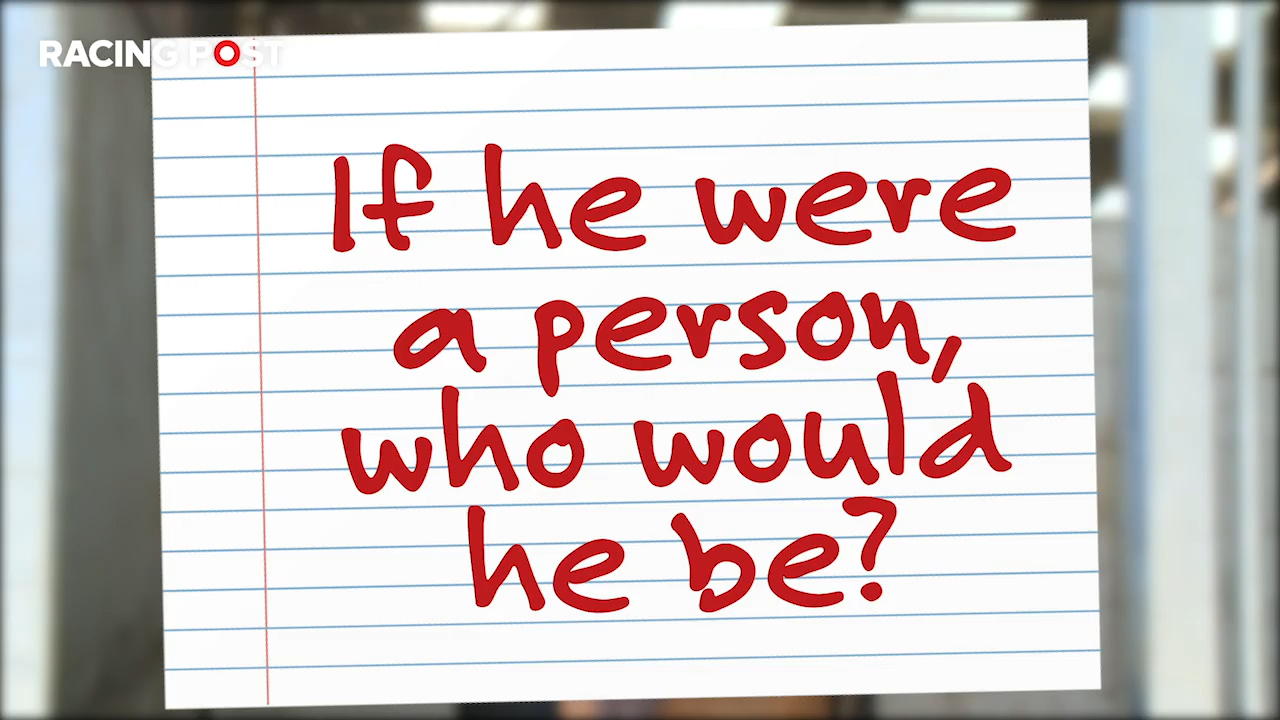 RACING POST
If he were
a person,
who would
he be?